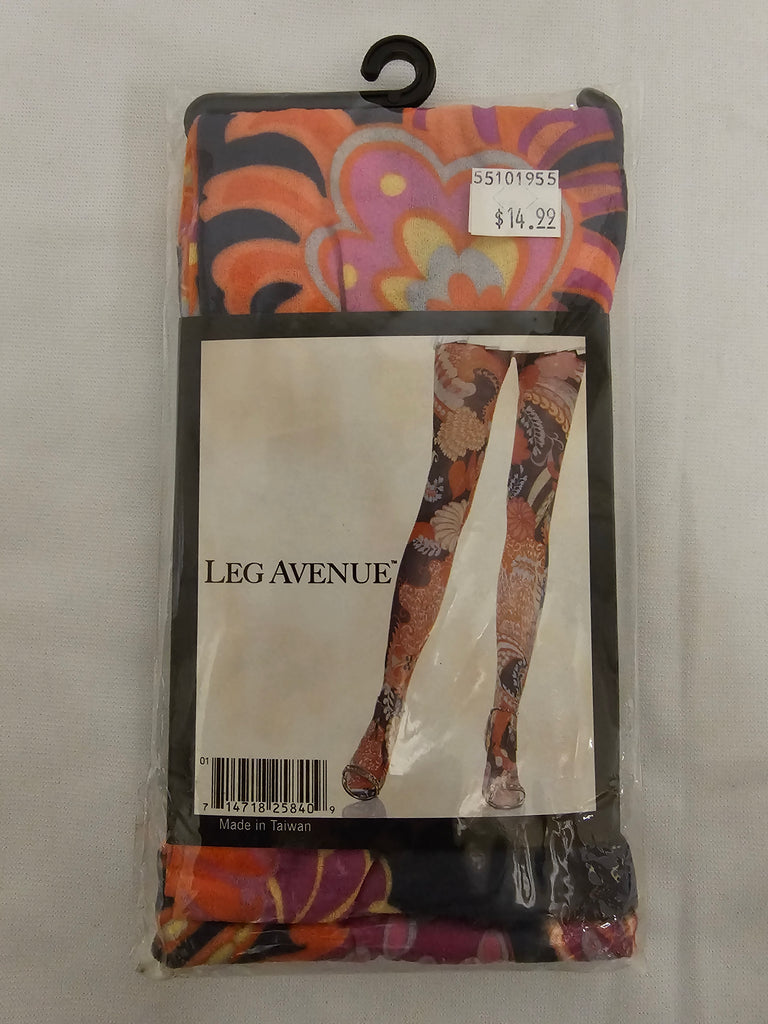 55101955
$14.99
LEG AVENUE™
01
7 14718 25840 9
Made in Taiwan